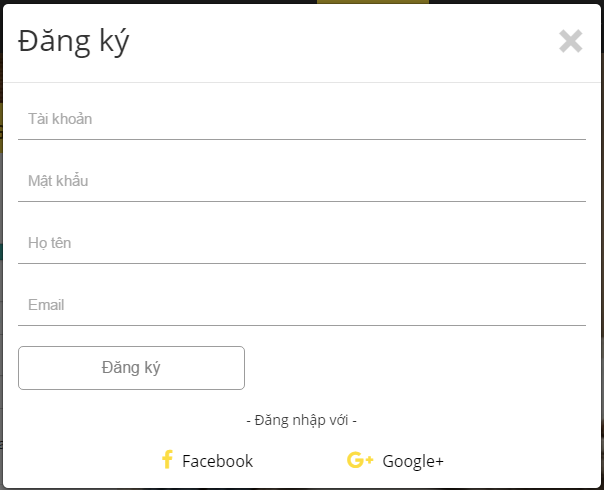 Đăng ký
Tài khoản
Mật khẩu
Họ tên
Email
Đăng ký
- Đăng nhập với -
Facebook Google+